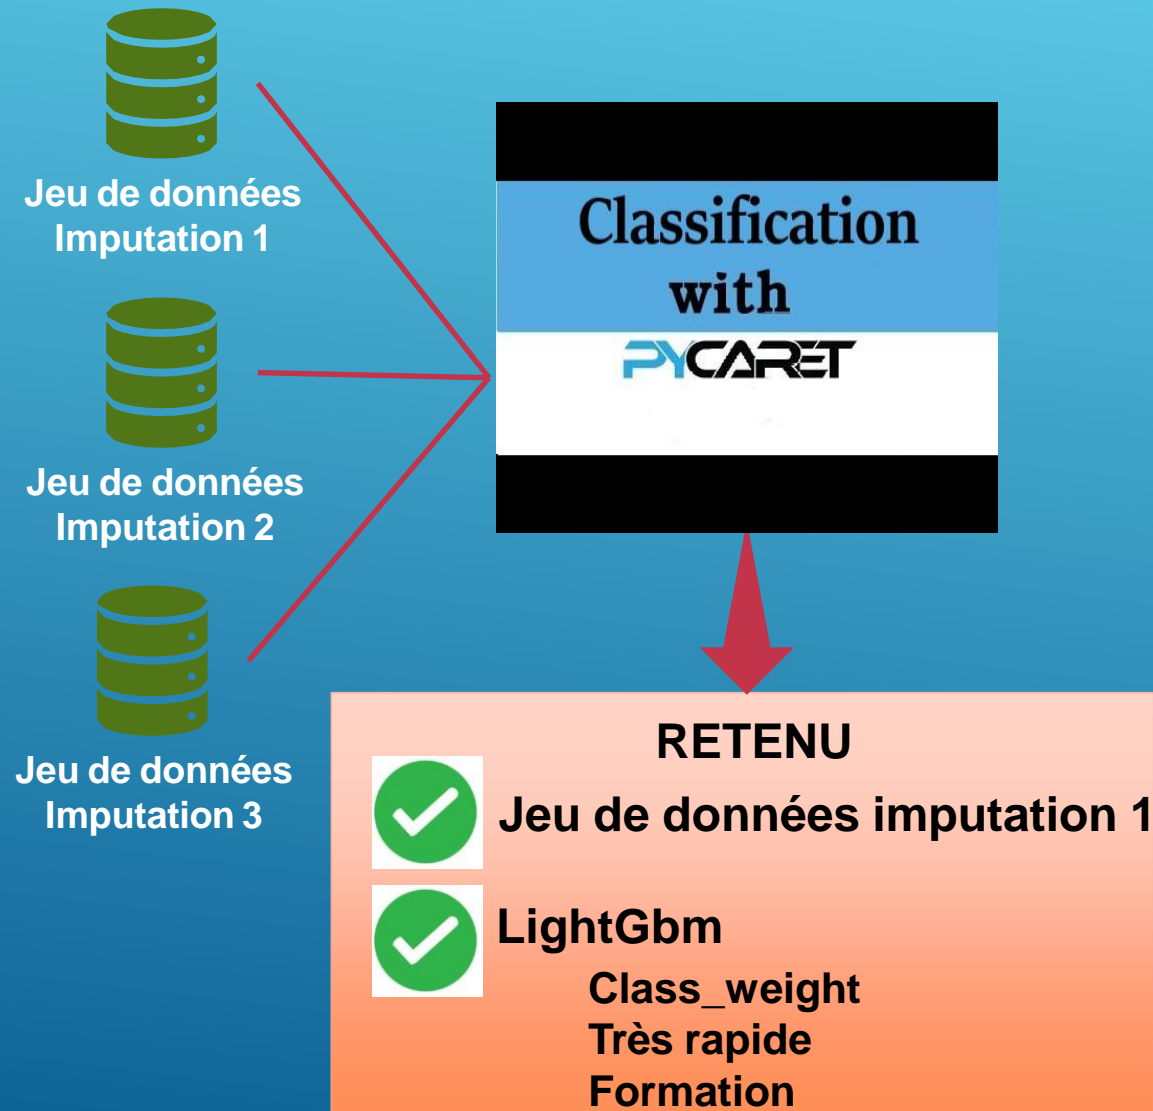 Jeu de données
Imputation 1
Jeu de données
Imputation 2
Jeu de données
Imputation 3
Classification
with
PYCARET
RETENU
Jeu de données imputation 1
LightGbm
Class_weight
Très rapide
Formation